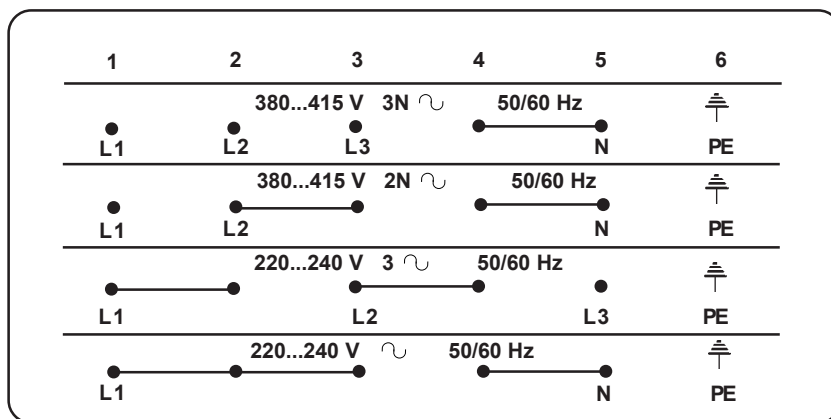 1 2 3 4 5 6
380...415 V 3N 50/60 Hz
L1 L2 L3 N PE
380...415 V 2N 50/60 Hz
L1 L2 N PE
220...240 V 3 50/60 Hz
L1 L2 L3 PE
220...240 V 50/60 Hz
L1 N PE